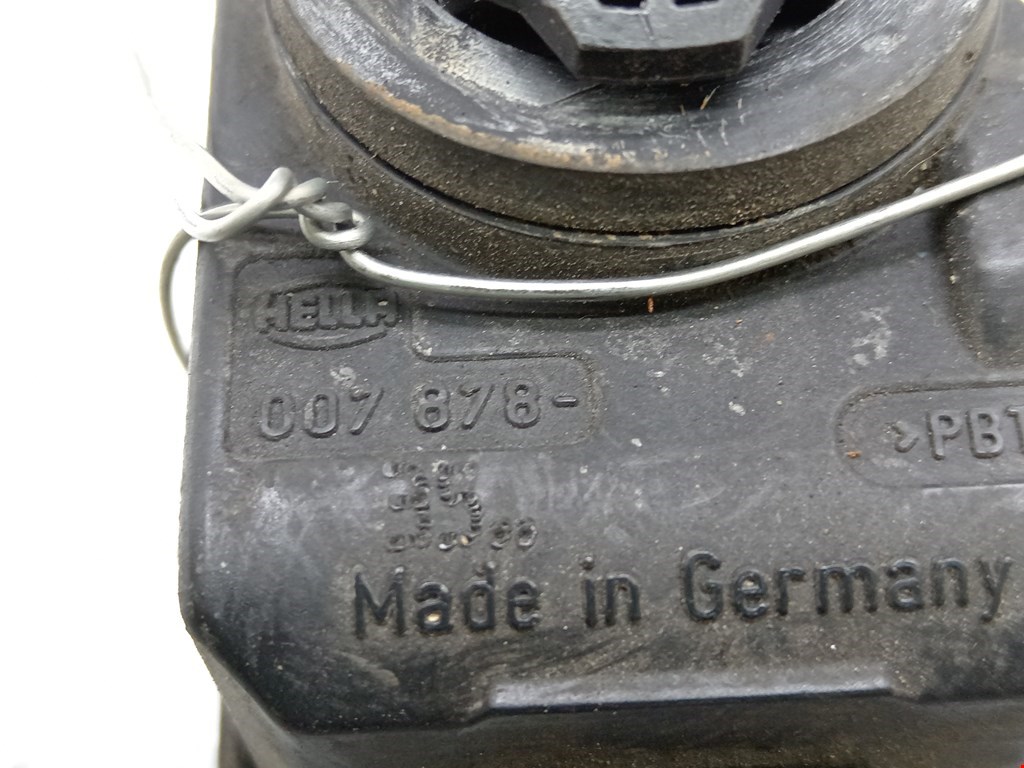 HELLA
007 878-
>PBT
Made in Germany